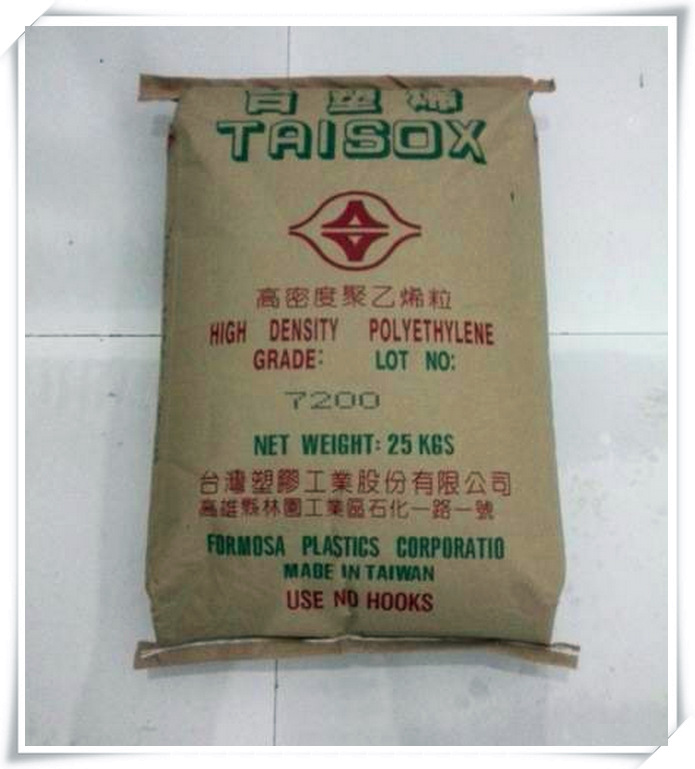 台塑烯
TAISOX
高密度聚乙烯粒
HIGH DENSITY POLYETHYLENE
GRADE: LOT NO:
7200
NET WEIGHT: 25 KGS
台灣塑膠工業股份有限公司
高雄縣林園工業區石化一路一號
FORMOSA PLASTICS CORPORATIO
MADE IN TAIWAN
USE NO HOOKS